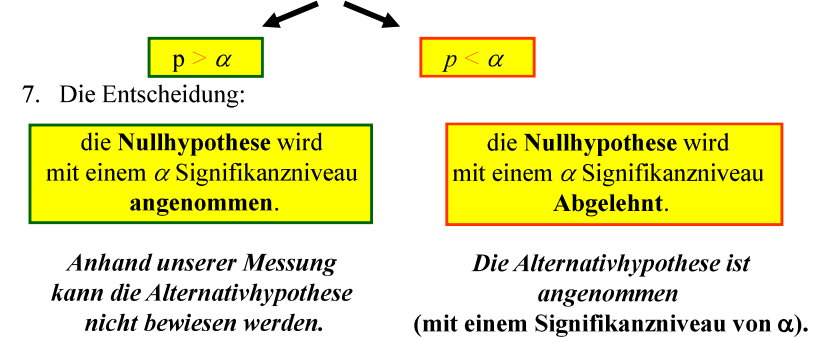 p > α
p < α
7. Die Entscheidung:
die Nullhypothese wird
mit einem α Signifikanzniveau
angenommen.
die Nullhypothese wird
mit einem α Signifikanzniveau
Abgelehnt.
Anhand unserer Messung
kann die Alternativhypothese
nicht bewiesen werden.
Die Alternativhypothese ist
angenommen
(mit einem Signifikanzniveau von α).